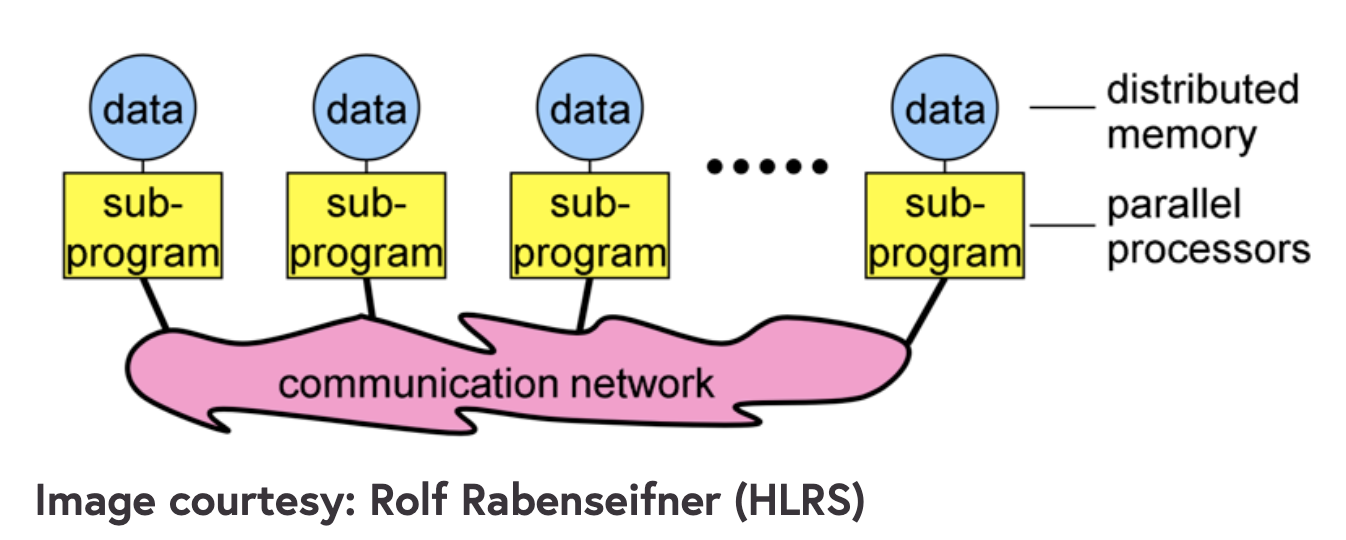 data
data
data
data
distributed
memory
sub-
program
sub-
program
sub-
program
sub-
program
parallel
processors
communication network
Image courtesy: Rolf Rabenseifner (HLRS)